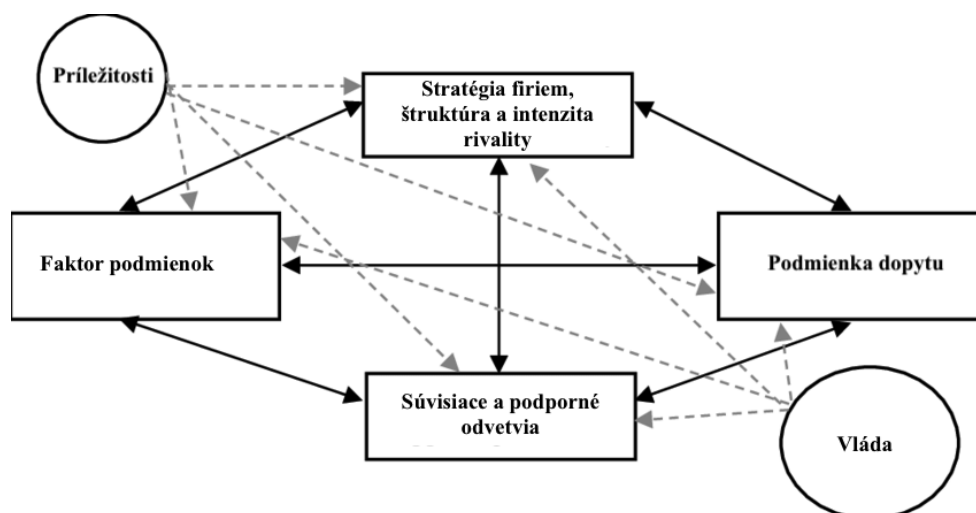 Príležitosti
Stratégia firiem,
štruktúra a intenzita
rivality
Faktor podmienok
Podmienka dopytu
Súvisiace a podporné
odvetvia
Vláda